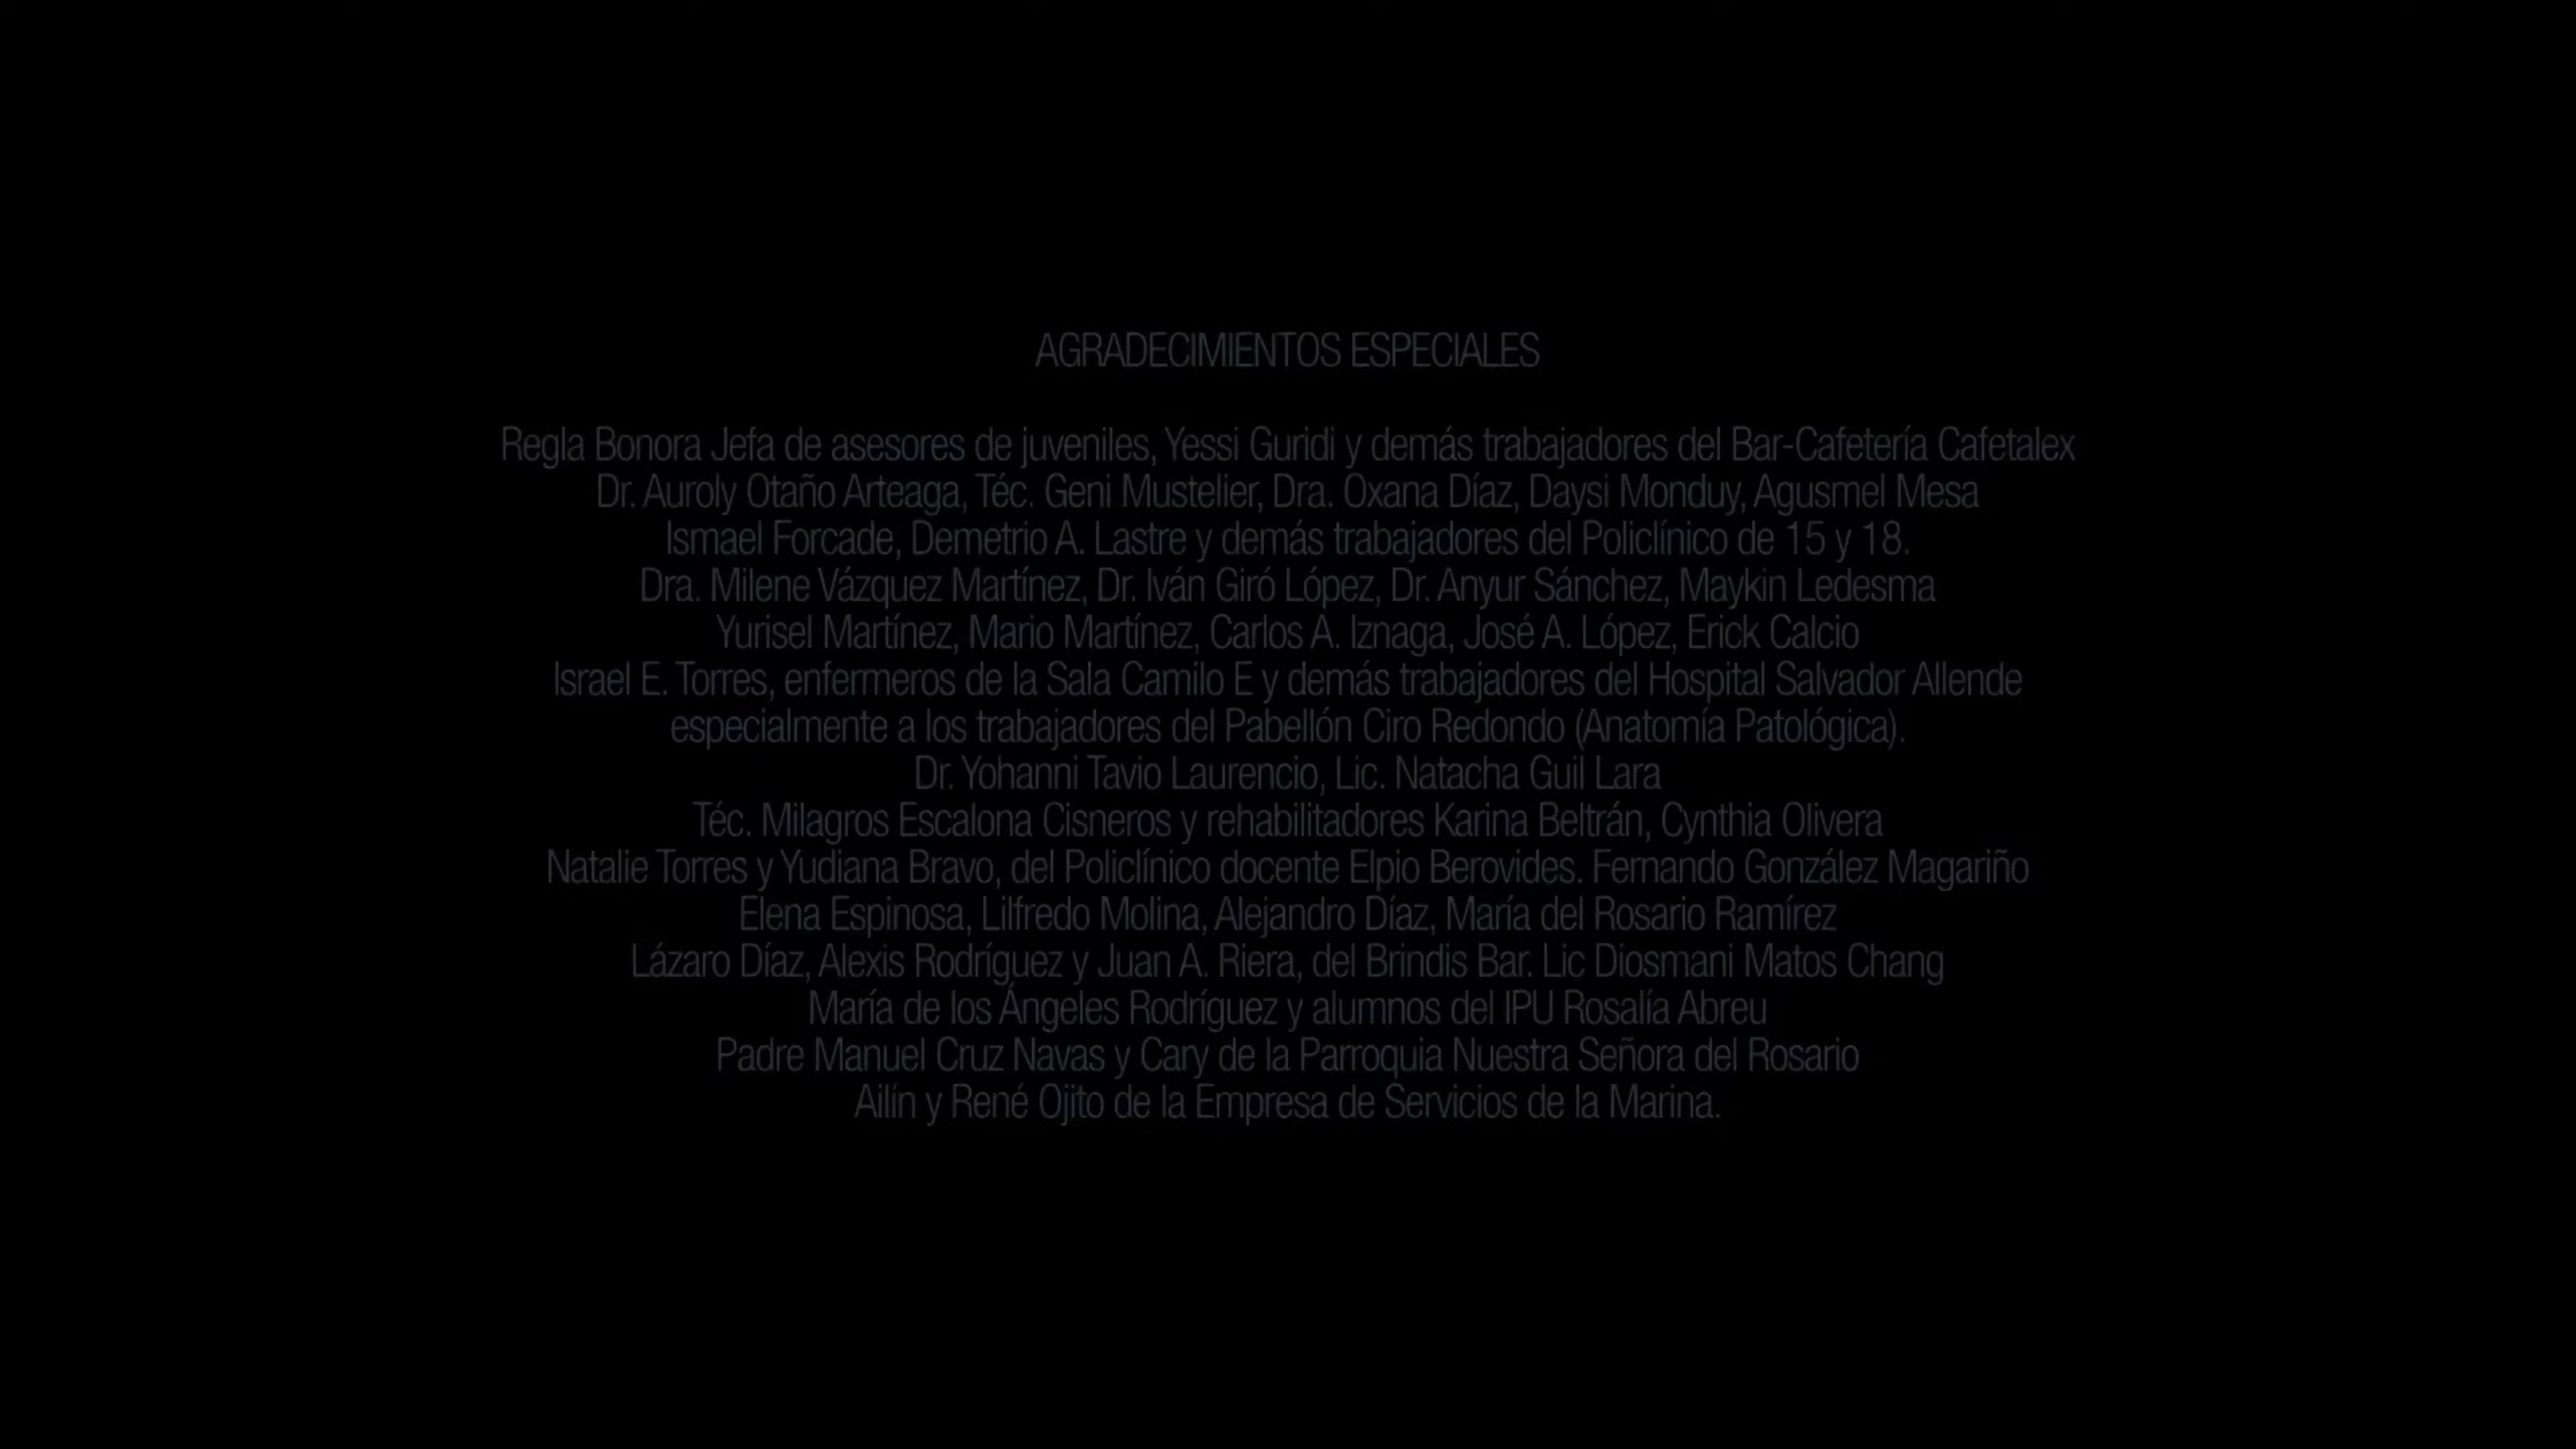 AGRADECIMIENTOS ESPECIALES
Regla Bonora Jefa de asesores de juveniles, Yessi Guridi y demás trabajadores del Bar-Cafetería Cafetalex
Dr. Auroly Otaño Arteaga, Téc. Geni Mustelier, Dra. Oxana Díaz, Daysi Monduy, Agusmel Mesa
Ismael Forcade, Demetrio A. Lastre y demás trabajadores del Policlínico de 15 y 18.
Dra. Milene Vázquez Martínez, Dr. Iván Giró López, Dr. Anyur Sánchez, Maykin Ledesma
Yurisel Martínez, Mario Martínez, Carlos A. Iznaga, José A. López, Erick Calcio
Israel E. Torres, enfermeros de la Sala Camilo E y demás trabajadores del Hospital Salvador Allende
especialmente a los trabajadores del Pabellón Ciro Redondo (Anatomía Patológica).
Dr. Yohanni Tavio Laurencio, Lic. Natacha Guil Lara
Téc. Milagros Escalona Cisneros y rehabilitadores Karina Beltrán, Cynthia Olivera
Natalie Torres y Yudiana Bravo, del Policlínico docente Elpio Berovides. Fernando González Magariño
Elena Espinosa, Lilfredo Molina, Alejandro Díaz, María del Rosario Ramírez
Lázaro Díaz, Alexis Rodríguez y Juan A. Riera, del Brindis Bar. Lic Diosmani Matos Chang
María de los Ángeles Rodríguez y alumnos del IPU Rosalía Abreu
Padre Manuel Cruz Navas y Cary de la Parroquia Nuestra Señora del Rosario
Ailín y René Ojito de la Empresa de Servicios de la Marina.